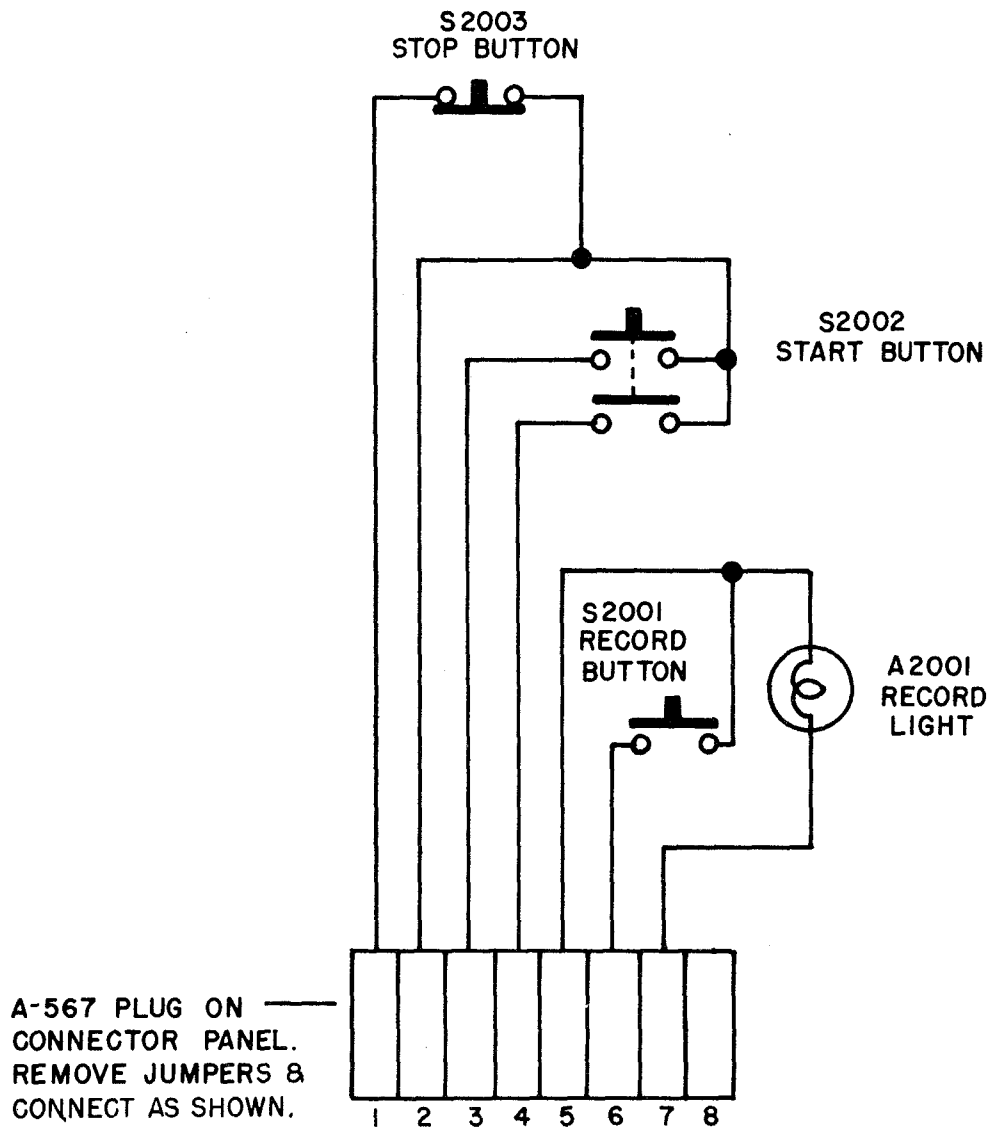 S2003
STOP BUTTON
S2002
START BUTTON
S2001
RECORD
BUTTON
A2001
RECORD
LIGHT
A-567 PLUG ON
CONNECTOR PANEL.
REMOVE JUMPERS &
CONNECT AS SHOWN.
1 2 3 4 5 6 7 8